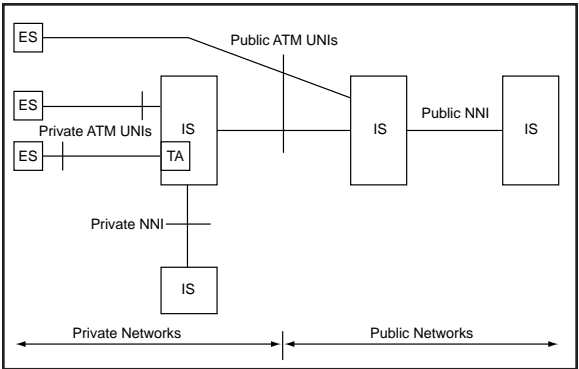 ES
Public ATM UNIs
ES
Private ATM UNIs
IS
IS
Public NNI
IS
ES
TA
Private NNI
IS
Private Networks
Public Networks